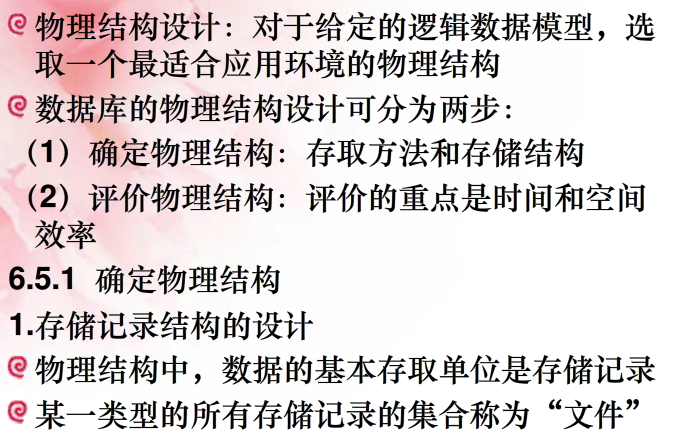 物理结构设计：对于给定的逻辑数据模型，选
取一个最适合应用环境的物理结构
数据库的物理结构设计可分为两步：
（1）确定物理结构：存取方法和存储结构
（2）评价物理结构：评价的重点是时间和空间
效率
6.5.1 确定物理结构
1.存储记录结构的设计
物理结构中，数据的基本存取单位是存储记录
某一类型的所有存储记录的集合称为“文件”